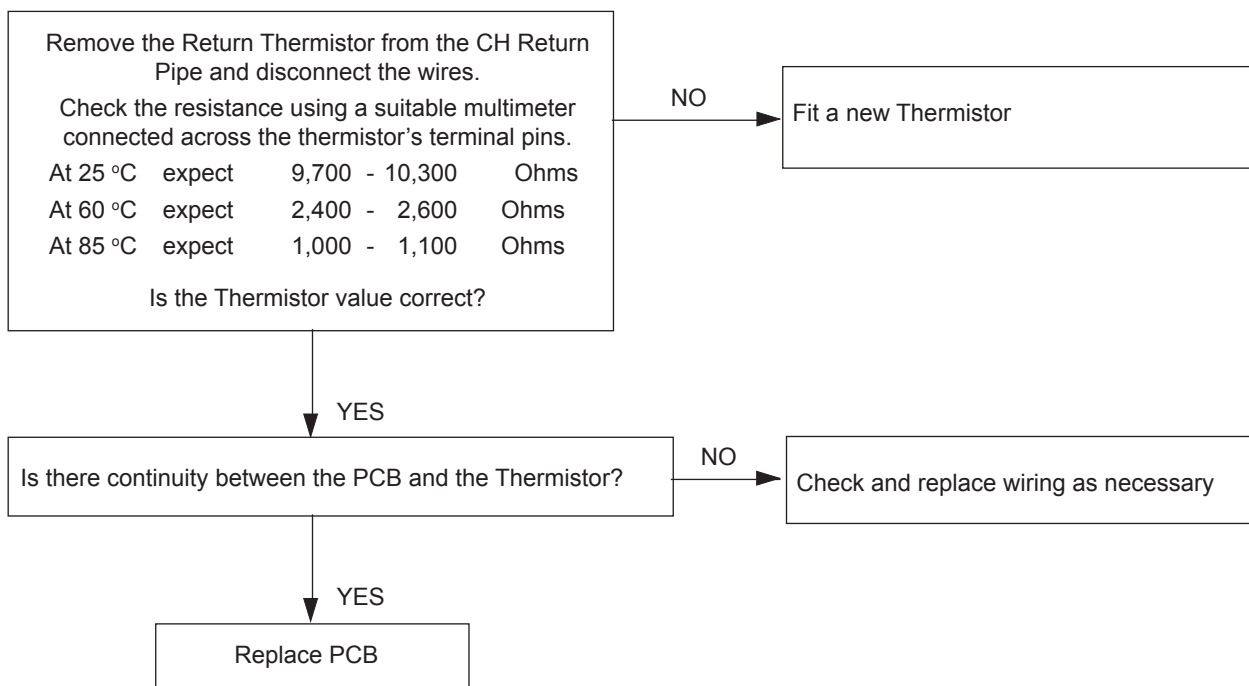 Remove the Return Thermistor from the CH Return
Pipe and disconnect the wires.
Check the resistance using a suitable multimeter
connected across the thermistor's terminal pins.
At 25 °C expect 9,700 - 10,300 Ohms
At 60 °C expect 2,400 - 2,600 Ohms
At 85 °C expect 1,000 - 1,100 Ohms
Is the Thermistor value correct?
NO
Fit a new Thermistor
YES
Is there continuity between the PCB and the Thermistor?
NO
Check and replace wiring as necessary
YES
Replace PCB